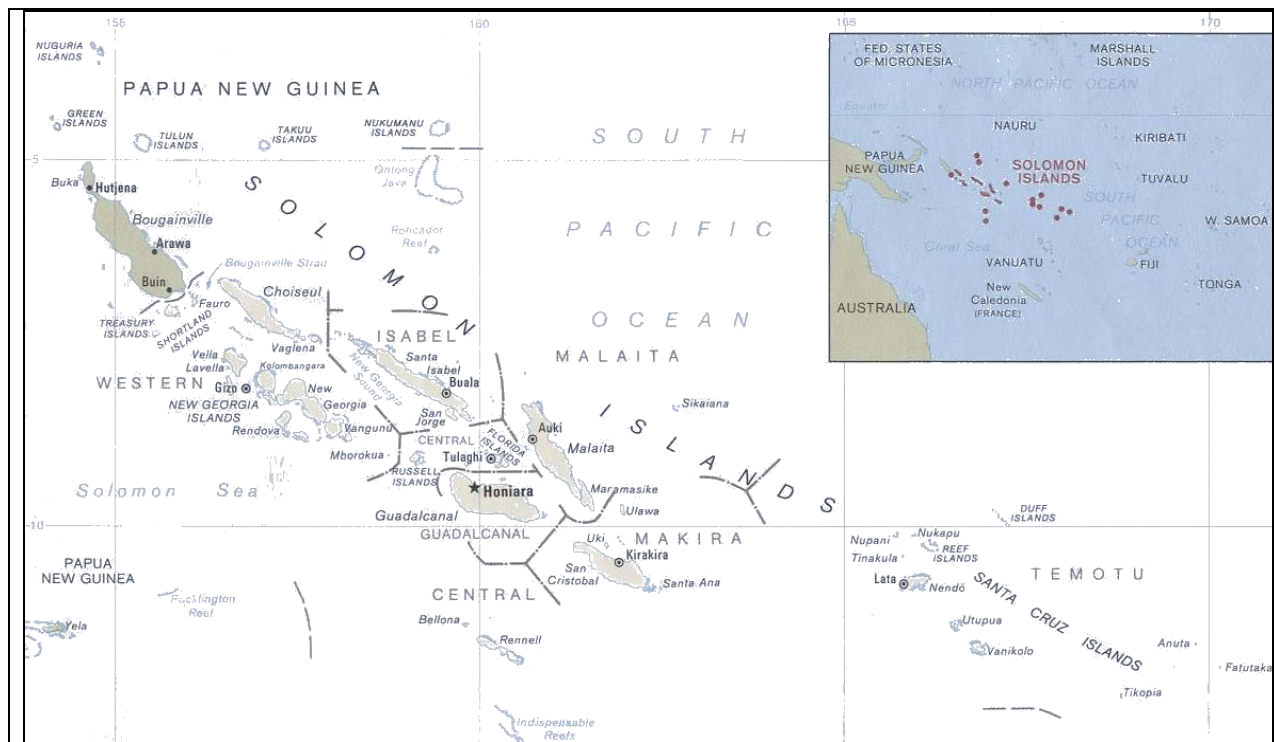 155
160
165
170
NUGURIA
ISLANDS
PAPUA NEW GUINEA
GREEN
ISLANDS
TULUN
ISLANDS
TAKUU
ISLANDS
NUKUMANU
ISLANDS
SOUTH
PACIFIC
OCEAN
5
Ontong
Java
Buka
Hutjena
SOLOMON
ISLANDS
Bougainville
Arawa
Roncador
Reef
Buin
Bougainville Strait
Choiseul
Fauro
TREASURY
ISLANDS
SHORTLAND
ISLANDS
Vaglena
ISABEL
MALAITA
Vella
Lavella
Kolombangara
New Georgia
Sound
Santa
Isabel
Buala
WESTERN
Gizo
New
Georgia
NEW GEORGIA
ISLANDS
Rendova
Vangunu
San
Jorge
Sikaiana
CENTRAL
FLORIDA
ISLANDS
Auki
Malaita
Mborokua
Tulaghi
RUSSELL
ISLANDS
Solomon Sea
Honiara
Maramasike
Ulawa
Guadalcanal
GUADALCANAL
10
Uki
MAKIRA
Kirakira
San
Cristobal
Santa Ana
DUFF
ISLANDS
Nupani
Nukapu
REEF
ISLANDS
Tinakula
Lata
Nendö
TEMOTU
SANTA CRUZ ISLANDS
PAPUA
NEW GUINEA
CENTRAL
Pocklington
Reef
Yela
Bellona
Rennell
Utupua
Vanikolo
Anuta
Fatutaka
Tikopia
Indispensable
Reefs
FED. STATES
OF MICRONESIA
MARSHALL
ISLANDS
NORTH PACIFIC OCEAN
Equator
NAURU
KIRIBATI
PAPUA
NEW GUINEA
SOLOMON
ISLANDS
TUVALU
SOUTH
PACIFIC
OCEAN
W. SAMOA
Coral Sea
VANUATU
FIJI
New
Caledonia
(FRANCE)
TONGA
AUSTRALIA